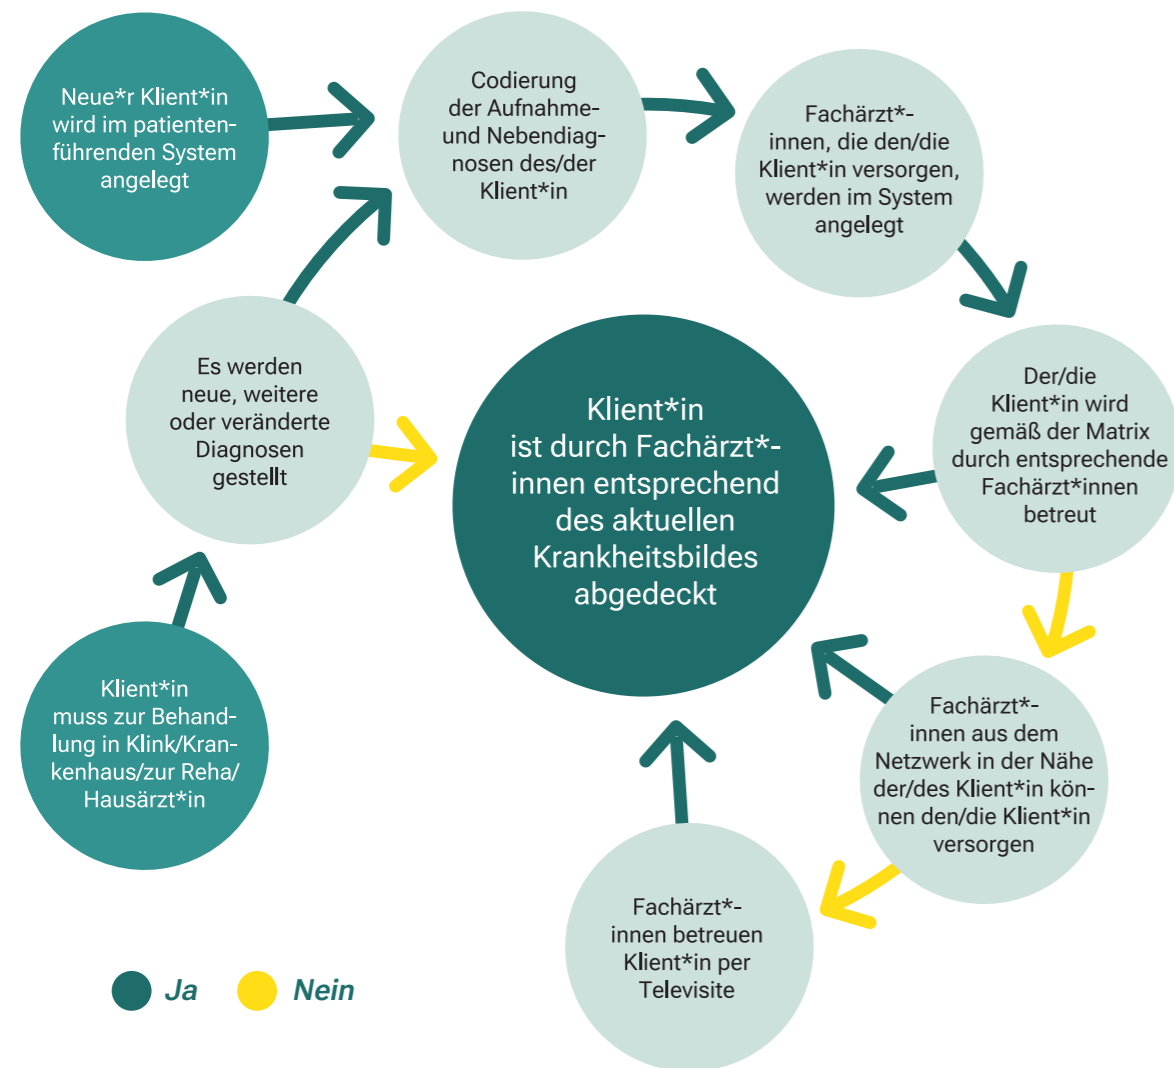 Neue*r Klient*in
wird im patienten-
führenden System
angelegt
Codierung
der Aufnahme-
und Nebendiag-
nosen des/der
Klient*in
Fachärzt*-
innen, die den/die
Klient*in versorgen,
werden im System
angelegt
Es werden
neue, weitere
oder veränderte
Diagnosen
gestellt
Klient*in
ist durch Fachärzt*-
innen entsprechend
des aktuellen
Krankheitsbildes
abgedeckt
Der/die
Klient*in wird
gemäß der Matrix
durch entsprechende
Fachärzt*innen
betreut
Klient*in
muss zur Behand-
lung in Klink/Kran-
kenhaus/zur Reha/
Hausärzt*in
Fachärzt*-
innen aus dem
Netzwerk in der Nähe
der/des Klient*in kön-
nen den/die Klient*in
versorgen
Fachärzt*-
innen betreuen
Klient*in per
Televisite
Ja
Nein